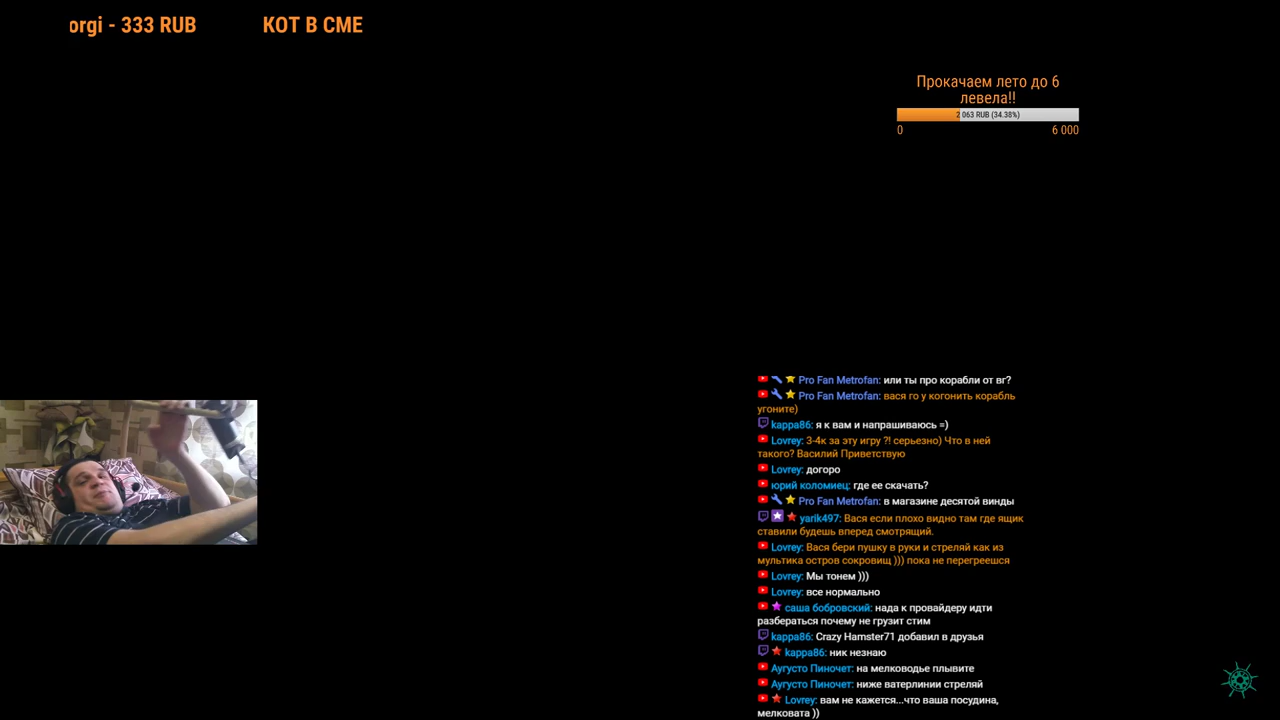 orgi - 333 RUB КОТ В СМЕ
Прокачаем лето до 6
левела!!
2 063 RUB (34.38%)
0 6 000
Pro Fan Metrofan: или ты про корабли от вг?
Pro Fan Metrofan: вася го у когонить корабль
угоните)
kappa86: я к вам и напрашиваюсь =)
Lovrey: 3-4к за эту игру ?! серьезно) Что в ней
такого? Василий Приветствую
Lovrey: догоро
юрий коломиец: где ее скачать?
Pro Fan Metrofan: в магазине десятой винды
yarik497: Вася если плохо видно там где ящик
ставили будешь вперед смотрящий.
Lovrey: Вася бери пушку в руки и стреляй как из
мультика остров сокровищ ))) пока не перегреешся
Lovrey: Мы тонем )))
Lovrey: все нормально
саша бобровский: нада к провайдеру идти
разбераться почему не грузит стим
kappa86: Crazy Hamster71 добавил в друзья
kappa86: ник незнаю
Аугусто Пиночет: на мелководье плывите
Аугусто Пиночет: ниже ватерлинии стреляй
Lovrey: вам не кажется...что ваша посудина,
мелковата ))